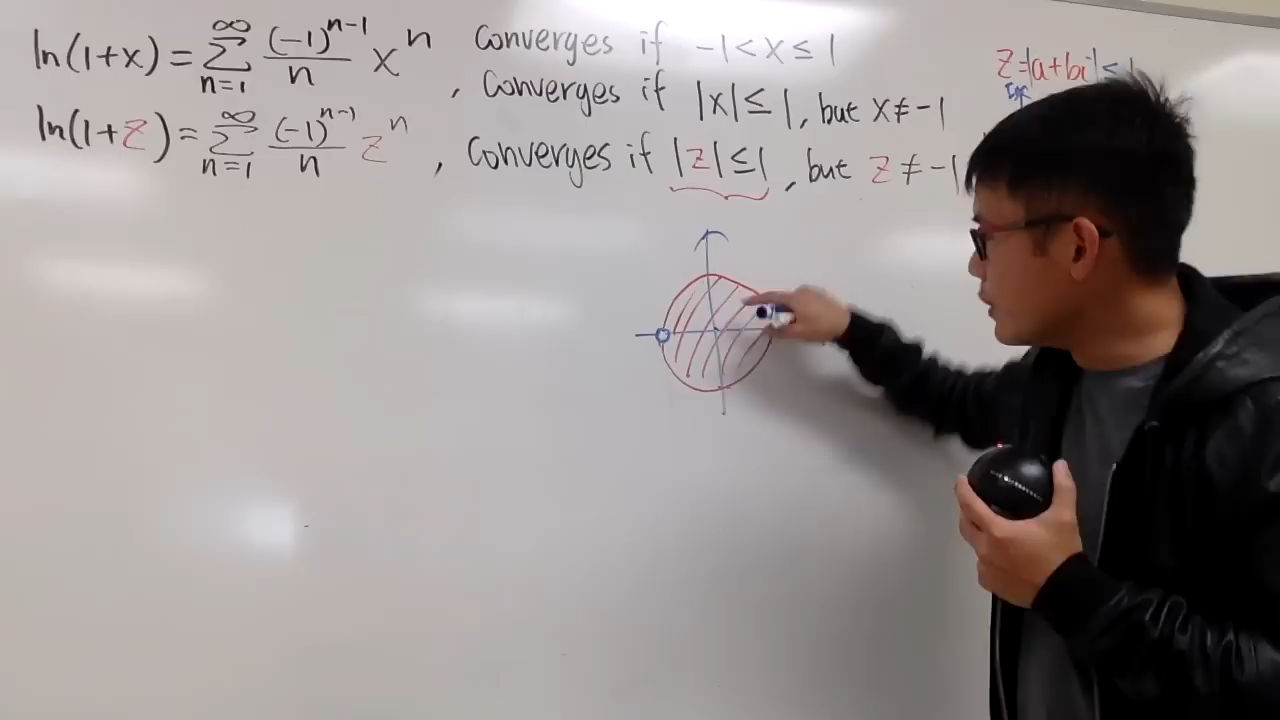 ln(1+x) = ∞ Σ n=1 (-1)^(n-1)/n x^n Converges if -1 < x ≤ 1
, Converges if |x| ≤ 1, but x ≠ -1
ln(1+z) = ∞ Σ n=1 (-1)^(n-1)/n z^n , Converges if |z| ≤ 1, but z ≠ -1
z=|a+bi| ≤ 1